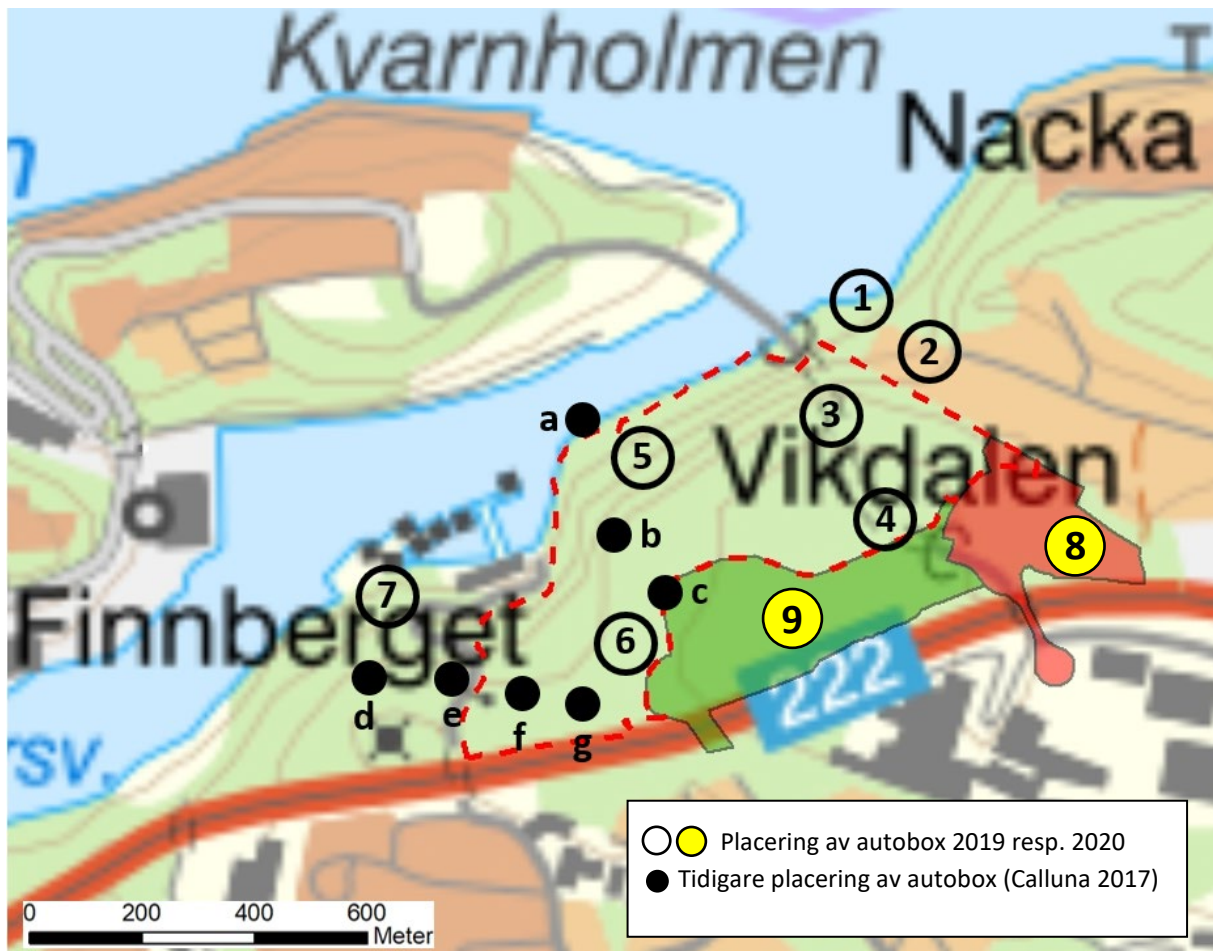 Kvarnholmen
T
Nacka
n
1
2
a
3
5
Vikdalen
4
b
8
7
c
9
Finnberget
6
d
e
f
g
222
rsv.
Placering av autobox 2019 resp. 2020
Tidigare placering av autobox (Calluna 2017)
0 200 400 600
Meter